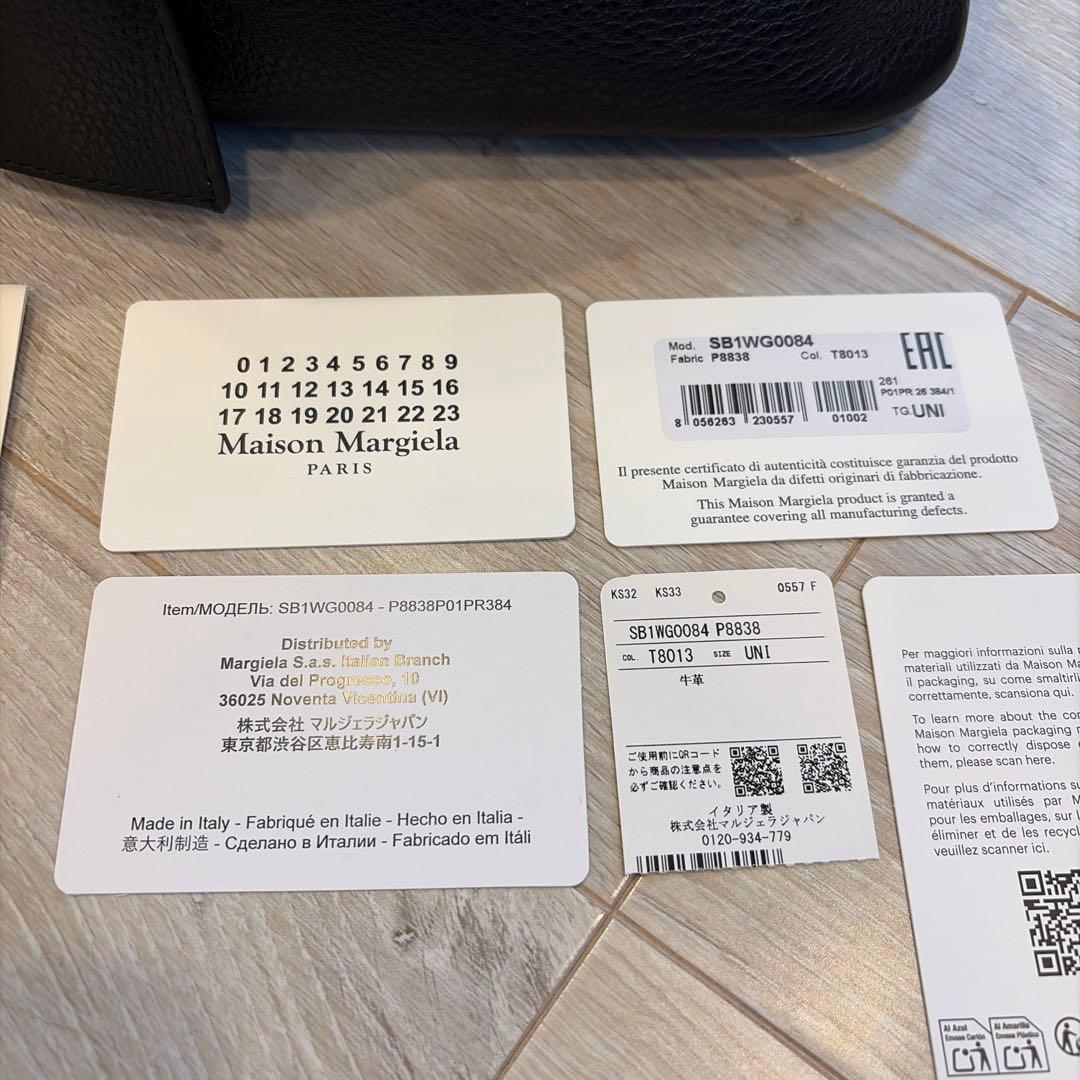 0 1 2 3 4 5 6 7 8 9
10 11 12 13 14 15 16
17 18 19 20 21 22 23
Maison Margiela
PARIS
Mod. SB1WG0084
Fabric P8838 Col. T8013
EAC
261
P01PR 26 384/1
8 056263 230557 01002
TG.UNI
Il presente certificato di autenticità costituisce garanzia del prodotto
Maison Margiela da difetti originari di fabbricazione.
This Maison Margiela product is granted a
guarantee covering all manufacturing defects.
Item/МОДЕЛЬ: SB1WG0084 - P8838P01PR384
Distributed by
Margiela S.a.s. Italian Branch
Via del Progresso, 10
36025 Noventa Vicentina (VI)
株式会社 マルジェラジャパン
東京都渋谷区恵比寿南1-15-1
Made in Italy - Fabriqué en Italie - Hecho en Italia -
意大利制造 - Сделано в Италии - Fabricado em Itáli
KS32 KS33 0557 F
SB1WG0084 P8838
COL. T8013 SIZE UNI
牛革
ご使用前にQRコード
から商品の注意点を
必ずご確認ください。
イタリア製
株式会社マルジェラジャパン
0120-934-779
Per maggiori informazioni sulla
materiali utilizzati da Maison
il packaging, su come smaltirli
correttamente, scansiona qui.
To learn more about the
Maison Margiela packaging
how to correctly dispose
them, please scan here.
Pour plus d'informations
matériaux utilisés par
pour les emballages, sur
éliminer et de les
veuillez scanner ici.
Al Azul
Envase Cartón
Al Amarillo
Envase Plástico